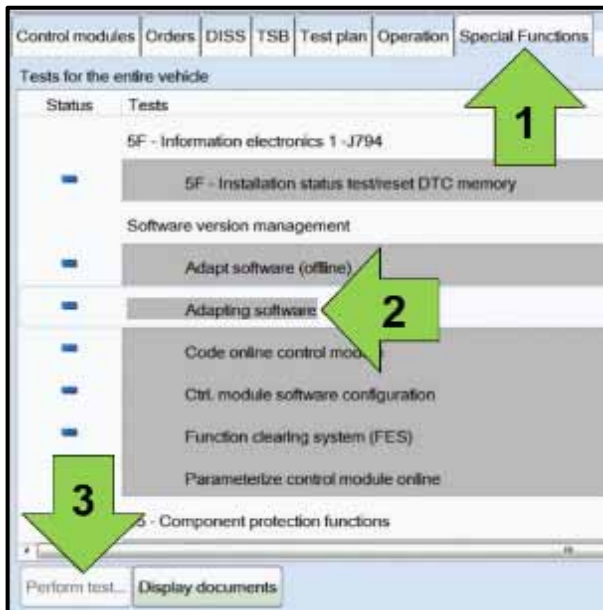 Control modules Orders DISS TSB Test plan Operation Special Functions
Tests for the entire vehicle
Status Tests
1
5F - Information electronics 1 -J794
5F - Installation status test/reset DTC memory
Software version management
Adapt software (offline)
Adapting software
2
Code online control
Ctrl. module software configuration
Function clearing system (FES)
Parameterize control module online
3
- Component protection functions
Perform test... Display documents